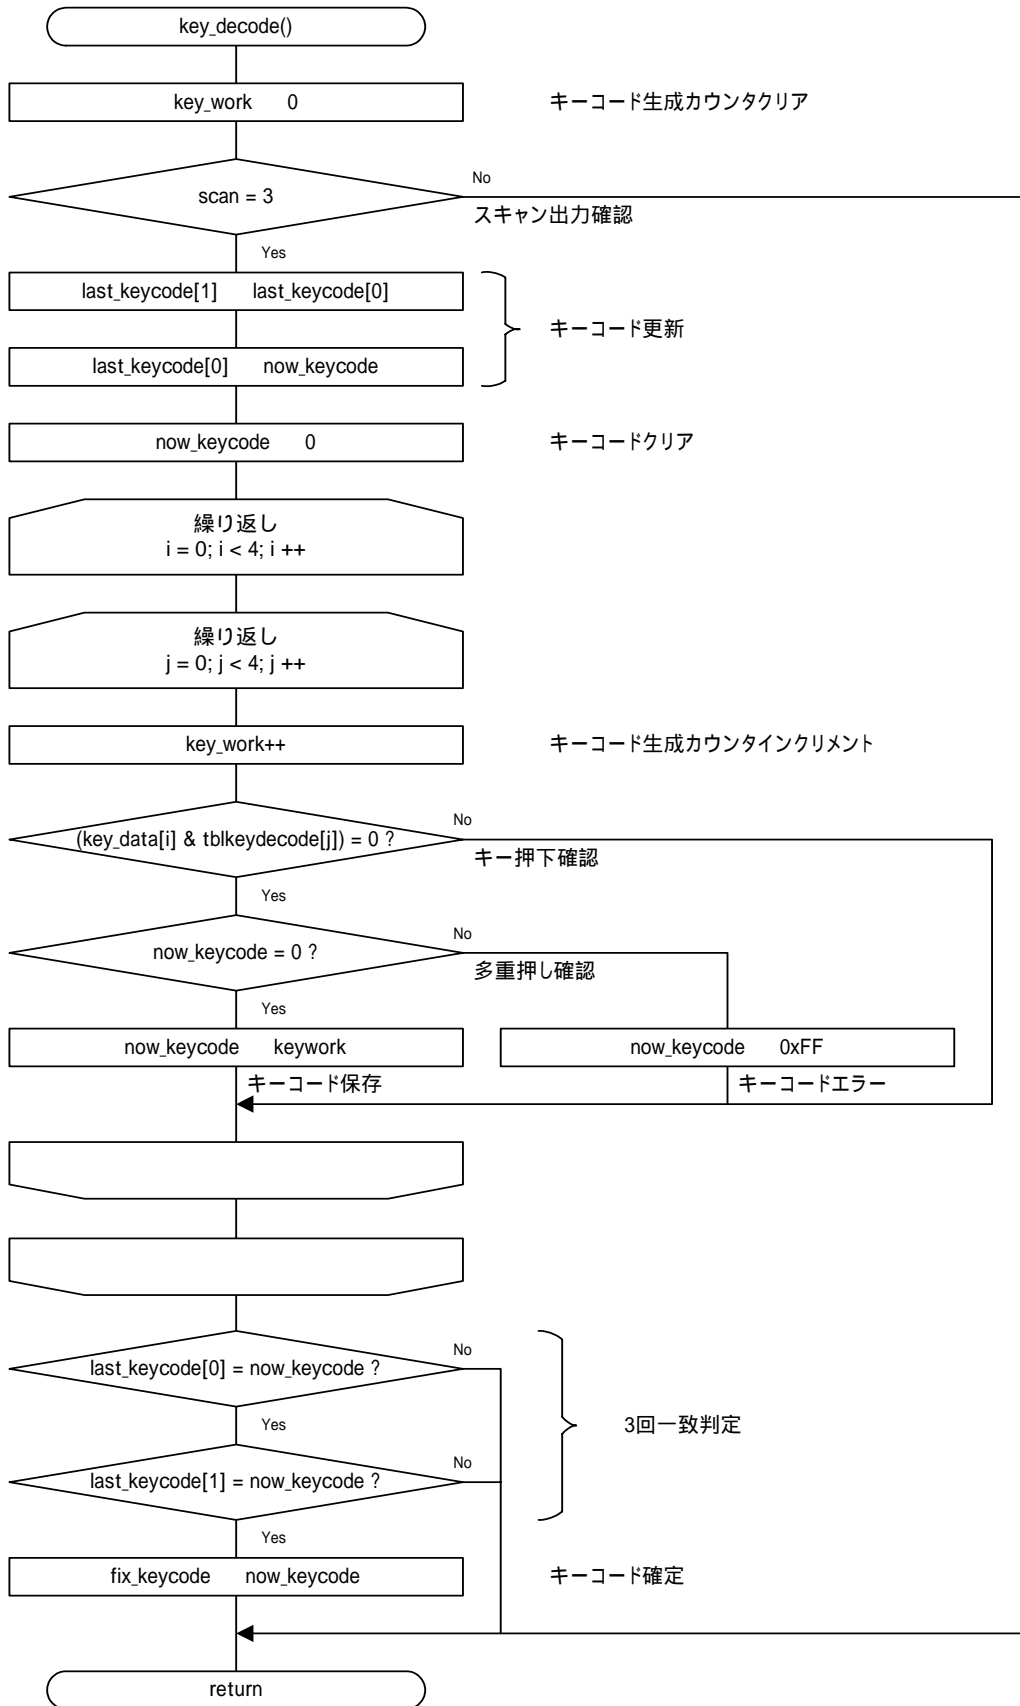 key_decode()
key_work 0
キーコード生成カウンタクリア
scan = 3
No
スキャン出力確認
Yes
last_keycode[1] last_keycode[0]
キーコード更新
last_keycode[0] now_keycode
now_keycode 0
キーコードクリア
繰り返し
i = 0; i < 4; i ++
繰り返し
j = 0; j < 4; j ++
key_work++
キーコード生成カウンタインクリメント
(key_data[i] & tblkeydecode[j]) = 0 ?
No
キー押下確認
Yes
now_keycode = 0 ?
No
多重押し確認
Yes
now_keycode keywork
now_keycode 0xFF
キーコード保存
キーコードエラー
last_keycode[0] = now_keycode ?
No
Yes
3回一致判定
last_keycode[1] = now_keycode ?
No
Yes
fix_keycode now_keycode
キーコード確定
return